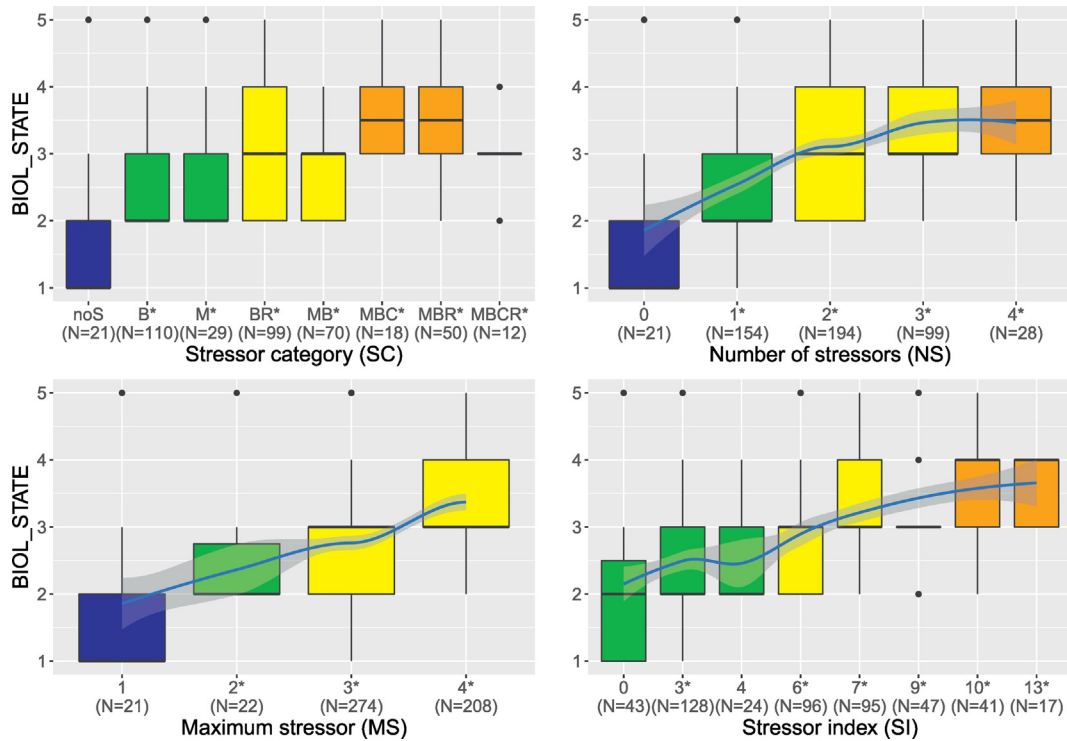 BIOL_STATE
5
4
3
2
1
noS B* M* BR* MB* MBC* MBR* MBCR*
(N=21) (N=110) (N=29) (N=99) (N=70) (N=18) (N=50) (N=12)
Stressor category (SC)
5
4
3
2
1
0 1* 2* 3* 4*
(N=21) (N=154) (N=194) (N=99) (N=28)
Number of stressors (NS)
BIOL_STATE
5
4
3
2
1
1 2* 3* 4*
(N=21) (N=22) (N=274) (N=208)
Maximum stressor (MS)
5
4
3
2
1
0 3* 4 6* 7* 9* 10* 13*
(N=43) (N=128) (N=24) (N=96) (N=95) (N=47) (N=41) (N=17)
Stressor index (SI)